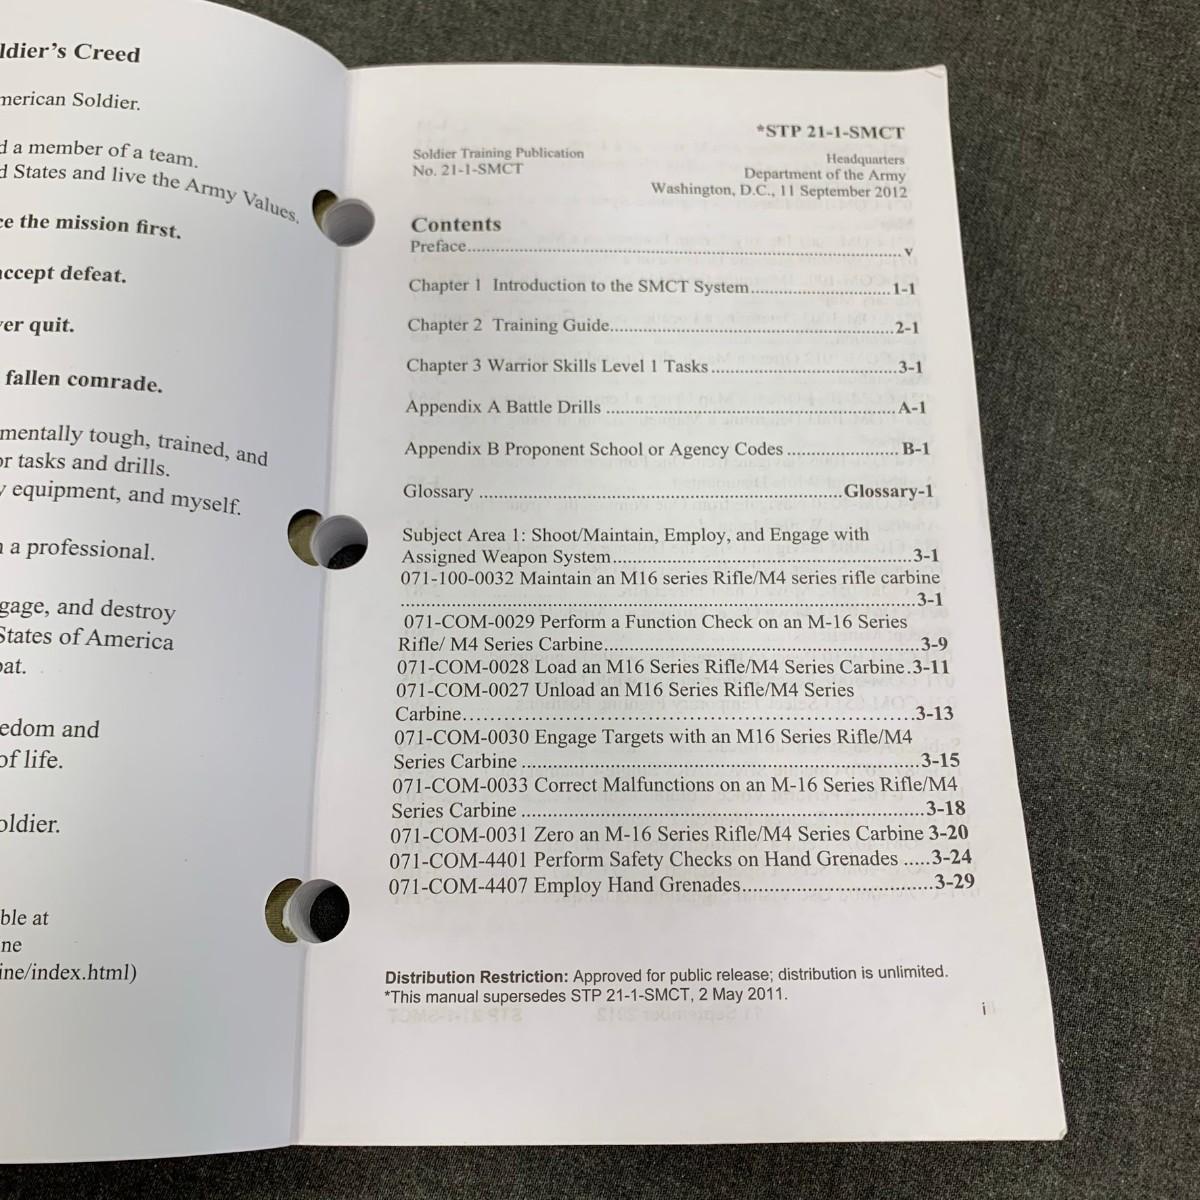 ldier's Creed
merican Soldier.
d a member of a team.
d States and live the Army Values.
ce the mission first.
accept defeat.
er quit.
fallen comrade.
mentally tough, trained, and
or tasks and drills.
y equipment, and myself.
a professional.
gage, and destroy
States of America
bat.
edom and
of life.
oldier.
ble at
ne
ine/index.html)
*STP 21-1-SMCT
Soldier Training Publication
No. 21-1-SMCT
Headquarters
Department of the Army
Washington, D.C., 11 September 2012
Contents
Preface.......................................................................................v
Chapter 1 Introduction to the SMCT System............................1-1
Chapter 2 Training Guide.........................................................2-1
Chapter 3 Warrior Skills Level 1 Tasks.....................................3-1
Appendix A Battle Drills ..........................................................A-1
Appendix B Proponent School or Agency Codes ......................B-1
Glossary .........................................................................Glossary-1
Subject Area 1: Shoot/Maintain, Employ, and Engage with
Assigned Weapon System............................................................3-1
071-100-0032 Maintain an M16 series Rifle/M4 series rifle carbine
.......................................................................................................3-1
071-COM-0029 Perform a Function Check on an M-16 Series
Rifle/ M4 Series Carbine...............................................................3-9
071-COM-0028 Load an M16 Series Rifle/M4 Series Carbine.3-11
071-COM-0027 Unload an M16 Series Rifle/M4 Series
Carbine..........................................................................3-13
071-COM-0030 Engage Targets with an M16 Series Rifle/M4
Series Carbine ..............................................................................3-15
071-COM-0033 Correct Malfunctions on an M-16 Series Rifle/M4
Series Carbine ..............................................................................3-18
071-COM-0031 Zero an M-16 Series Rifle/M4 Series Carbine 3-20
071-COM-4401 Perform Safety Checks on Hand Grenades .....3-24
071-COM-4407 Employ Hand Grenades....................................3-29
Distribution Restriction: Approved for public release; distribution is unlimited.
*This manual supersedes STP 21-1-SMCT, 2 May 2011.
i